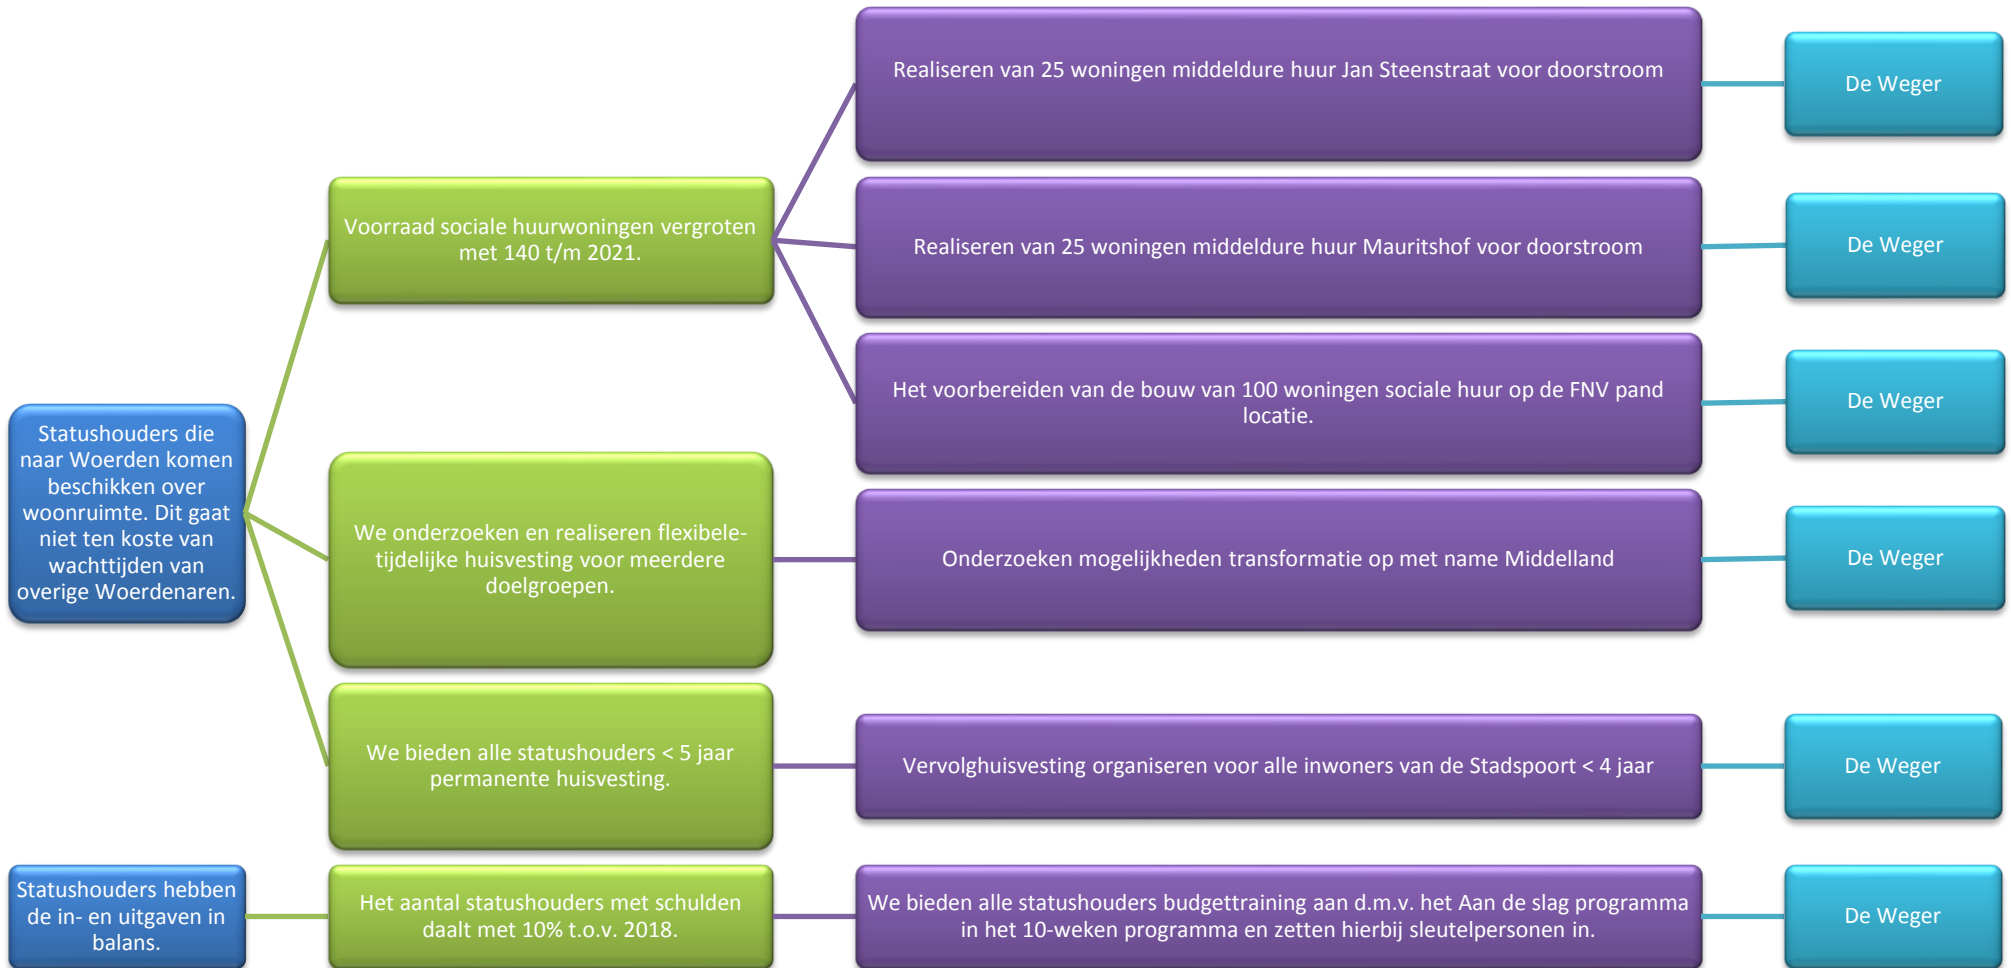 Realiseren van 25 woningen middeldure huur Jan Steenstraat voor doorstroom
De Weger
Voorraad sociale huurwoningen vergroten
met 140 t/m 2021.
Realiseren van 25 woningen middeldure huur Mauritshof voor doorstroom
De Weger
Het voorbereiden van de bouw van 100 woningen sociale huur op de FNV pand
locatie.
De Weger
Statushouders die
naar Woerden komen
beschikken over
woonruimte. Dit gaat
niet ten koste van
wachttijden van
overige Woerdenaren.
We onderzoeken en realiseren flexibele-
tijdelijke huisvesting voor meerdere
doelgroepen.
Onderzoeken mogelijkheden transformatie op met name Middelland
De Weger
We bieden alle statushouders < 5 jaar
permanente huisvesting.
Vervolghuisvesting organiseren voor alle inwoners van de Stadspoort < 4 jaar
De Weger
Statushouders hebben
de in- en uitgaven in
balans.
Het aantal statushouders met schulden
daalt met 10% t.o.v. 2018.
We bieden alle statushouders budgettraining aan d.m.v. het Aan de slag programma
in het 10-weken programma en zetten hierbij sleutelpersonen in.
De Weger